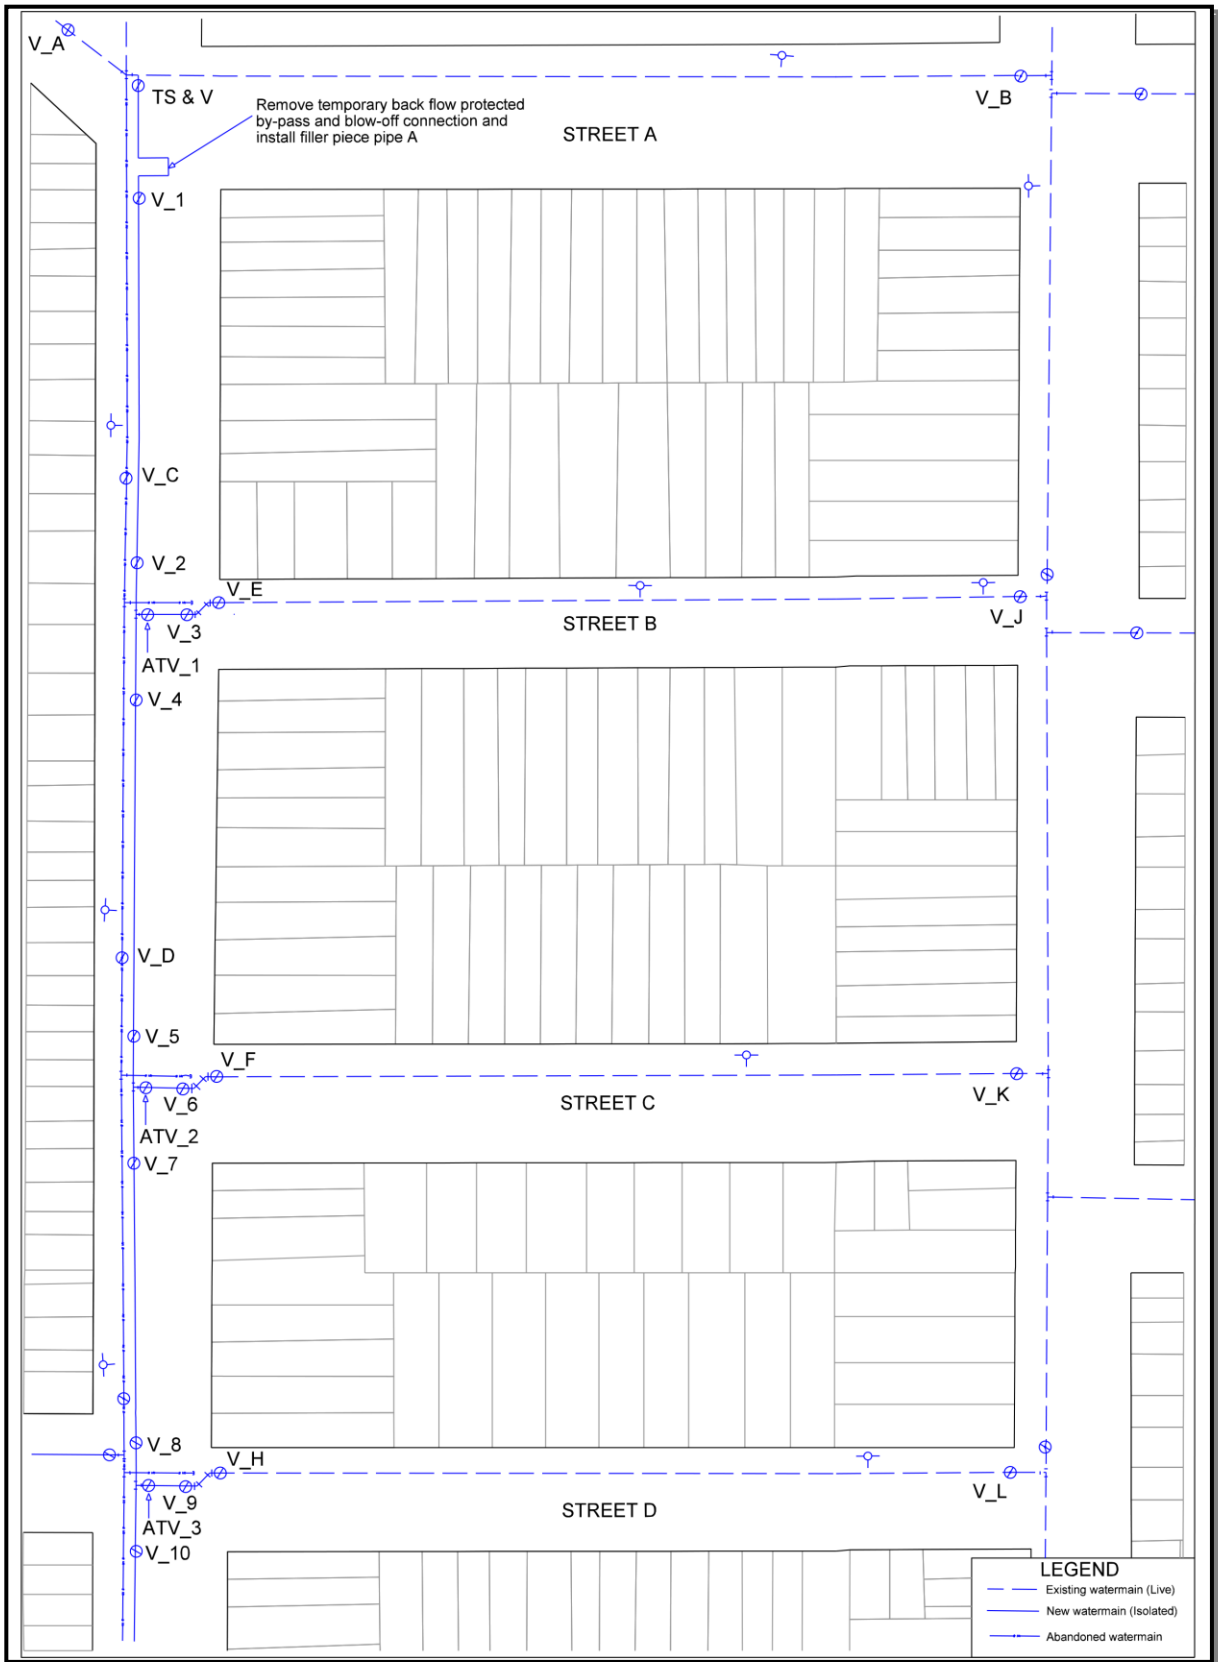 V_A
TS & V
V_B
Remove temporary back flow protected
by-pass and blow-off connection and
install filler piece pipe A
STREET A
V_1
V_C
V_2
V_E
V_3
STREET B
V_J
ATV_1
V_4
V_D
V_5
V_F
V_6
STREET C
V_K
ATV_2
V_7
V_8
V_H
V_9
STREET D
V_L
ATV_3
V_10
LEGEND
Existing watermain (Live)
New watermain (Isolated)
Abandoned watermain